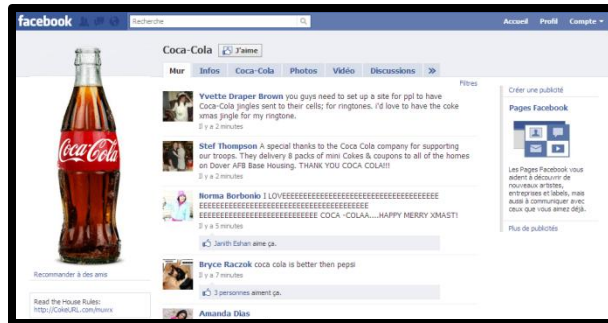 facebook
Recherche
Accueil Profil Compte
Coca-Cola J'aime
Mur Infos Coca-Cola Photos Vidéo Discussions »
Filtres
Yvette Draper Brown you guys need to set up a site for ppl to have
Coca-Cola jingles sent to their cells; for ringtones. i'd love to have the coke
xmas jingle for my ringtone.
Il y a 2 minutes
Stef Thompson A special thanks to the Coca Cola company for supporting
our troops. They delivery 8 packs of mini Cokes & coupons to all of the homes
on Dover AFB Base Housing. THANK YOU COCA COLA!!!
Il y a 2 minutes
Norma Borbonio I LOVEEEEEEEEEEEEEEEEEEEEEEEEEEEEEEEEEEEEE
EEEEEEEEEEEEEEEEEEEEEEEEEEEEEEEEEEEEE
EEEEEEEEEEEEEEEEEEEEEEEEEE COCA -COLAA....HAPPY MERRY XMAST!
Il y a 5 minutes
Janith Eshan aime ça.
Bryce Raczok coca cola is better then pepsi
Il y a 7 minutes
3 personnes aiment ça.
Amanda Dias
Coca-Cola
Recommander à des amis
Read the House Rules:
http://CokeURL.com/muwx
Créer une publicité
Pages Facebook
Les Pages Facebook vous
aident à découvrir de
nouveaux artistes,
entreprises et labels, mais
aussi à communiquer avec
ceux que vous aimez déjà.
Plus de publicités